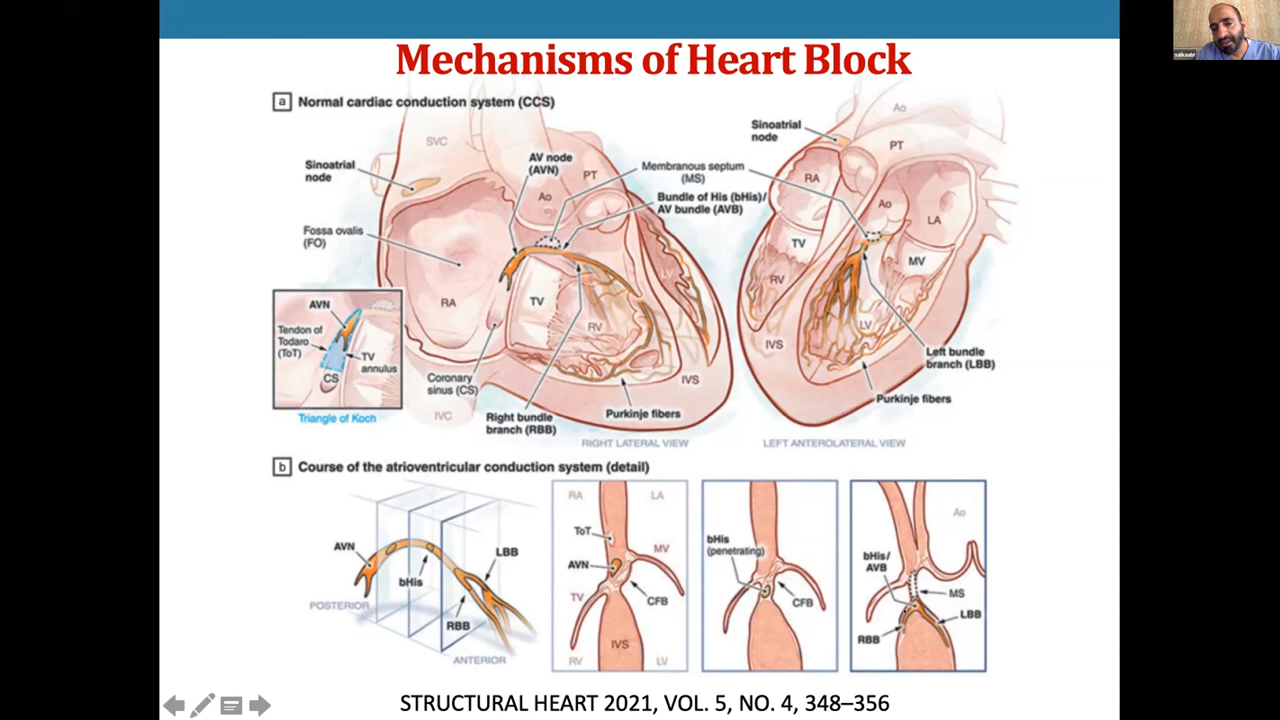 Mechanisms of Heart Block
a Normal cardiac conduction system (CCS)
SVC
Sinoatrial
node
Fossa ovalis
(FO)
RA
AV node
(AVN)
Ao
PT
Membranous septum
(MS)
Bundle of His (bHis)/
AV bundle (AVB)
TV
RV
LV
IVS
Coronary
sinus (CS)
IVC
Right bundle
branch (RBB)
Purkinje fibers
RIGHT LATERAL VIEW
AVN
Tendon of
Todaro
(ToT)
TV
annulus
CS
Triangle of Koch
Sinoatrial
node
Ao
PT
RA
Ao
LA
TV
MV
RV
LV
IVS
Left bundle
branch (LBB)
Purkinje fibers
LEFT ANTEROLATERAL VIEW
b Course of the atrioventricular conduction system (detail)
AVN
bHis
LBB
RBB
POSTERIOR
ANTERIOR
RA
LA
ToT
MV
AVN
TV
CFB
IVS
RV
LV
bHis
(penetrating)
CFB
Ao
bHis/
AVB
MS
LBB
RBB
STRUCTURAL HEART 2021, VOL. 5, NO. 4, 348–356